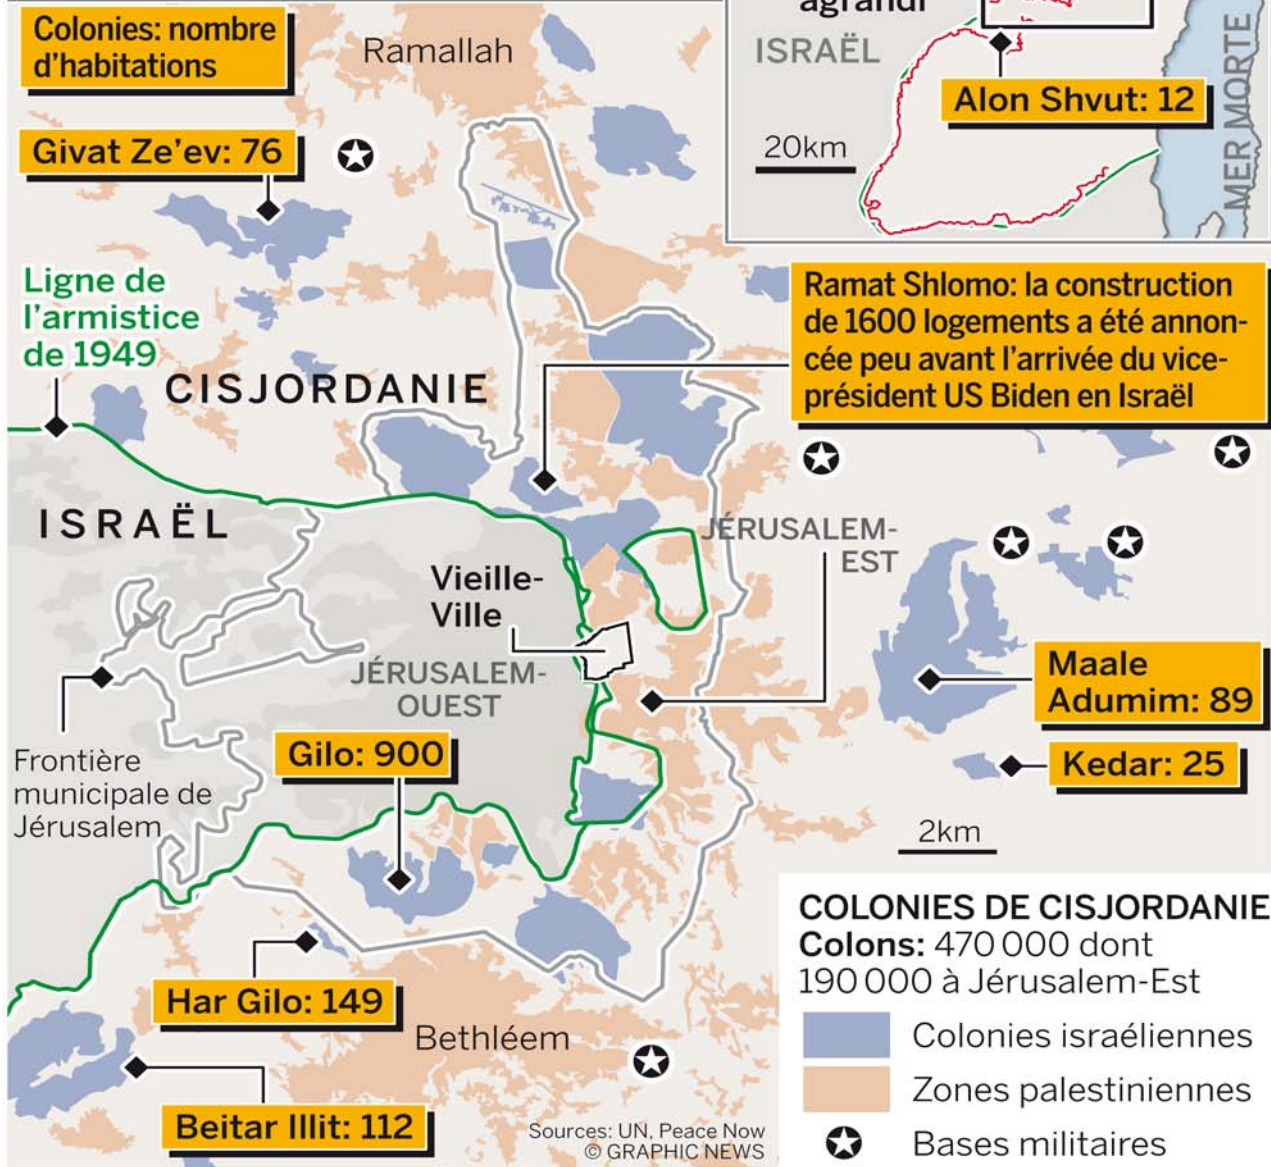 Colonies: nombre
d'habitations
Ramallah
agrandi
ISRAËL
Alon Shvut: 12
20km
MER MORTE
Givat Ze'ev: 76
Ligne de
l'armistice
de 1949
CISJORDANIE
Ramat Shlomo: la construction
de 1600 logements a été annon-
cée peu avant l'arrivée du vice-
président US Biden en Israël
ISRAËL
JÉRUSALEM-
EST
Vieille-
Ville
JÉRUSALEM-
OUEST
Maale
Adumim: 89
Frontière
municipale de
Jérusalem
Gilo: 900
Kedar: 25
2km
Har Gilo: 149
Bethléem
Beitar Illit: 112
Sources: UN, Peace Now
© GRAPHIC NEWS
COLONIES DE CISJORDANIE
Colons: 470 000 dont
190 000 à Jérusalem-Est
Colonies israéliennes
Zones palestiniennes
Bases militaires